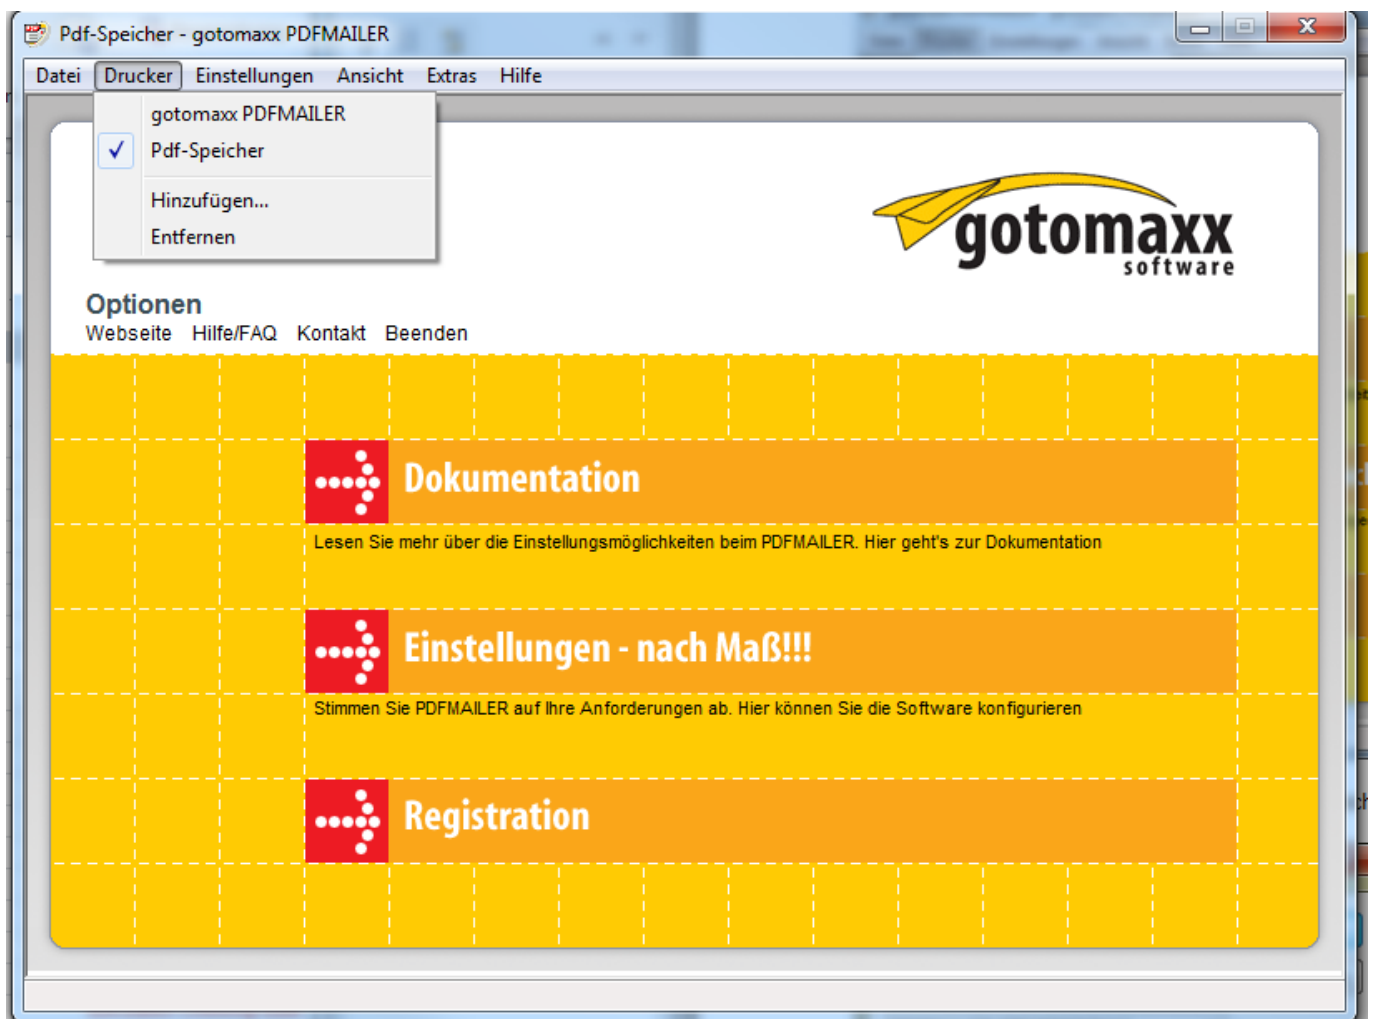 Pdf-Speicher - gotomaxx PDFMAILER
Datei Drucker Einstellungen Ansicht Extras Hilfe
gotomaxx PDFMAILER
Pdf-Speicher
Hinzufügen...
Entfernen
gotomaxx
software
Optionen
Webseite Hilfe/FAQ Kontakt Beenden
Dokumentation
Lesen Sie mehr über die Einstellungsmöglichkeiten beim PDFMAILER. Hier geht's zur Dokumentation
Einstellungen - nach Maß!!!
Stimmen Sie PDFMAILER auf Ihre Anforderungen ab. Hier können Sie die Software konfigurieren
Registration